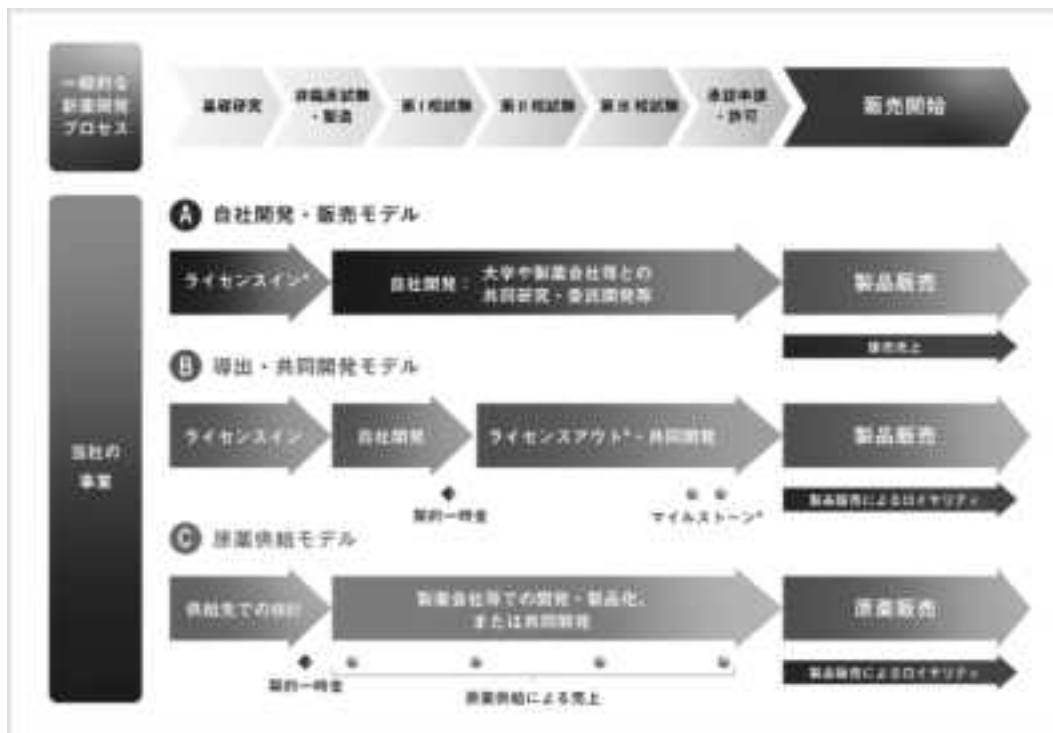 一般的な
新薬開発
プロセス
基礎研究
非臨床試験
・製造
第I相試験
第II相試験
第III相試験
承認申請
・許可
販売開始
当社の
事業
A 自社開発・販売モデル
ライセンスイン*
自社開発：
大学や製薬会社等との
共同研究・委託開発等
製品販売
販売売上
B 導出・共同開発モデル
ライセンスイン
自社開発
ライセンスアウト*・共同開発
製品販売
契約一時金
マイルストーン*
製品販売によるロイヤリティ
C 原薬供給モデル
供給先での検討
製薬会社等での開発・製品化、
または共同開発
原薬販売
契約一時金
原薬供給による売上
製品販売によるロイヤリティ